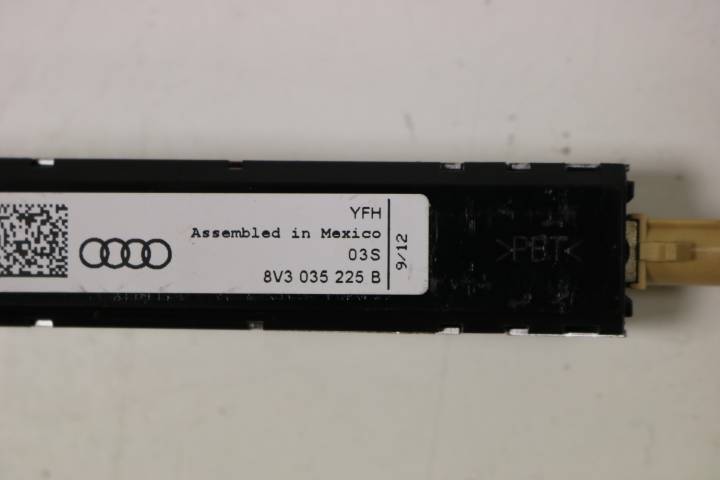 YFH
Assembled in Mexico
03S
8V3 035 225 B
9/12
>PBT<